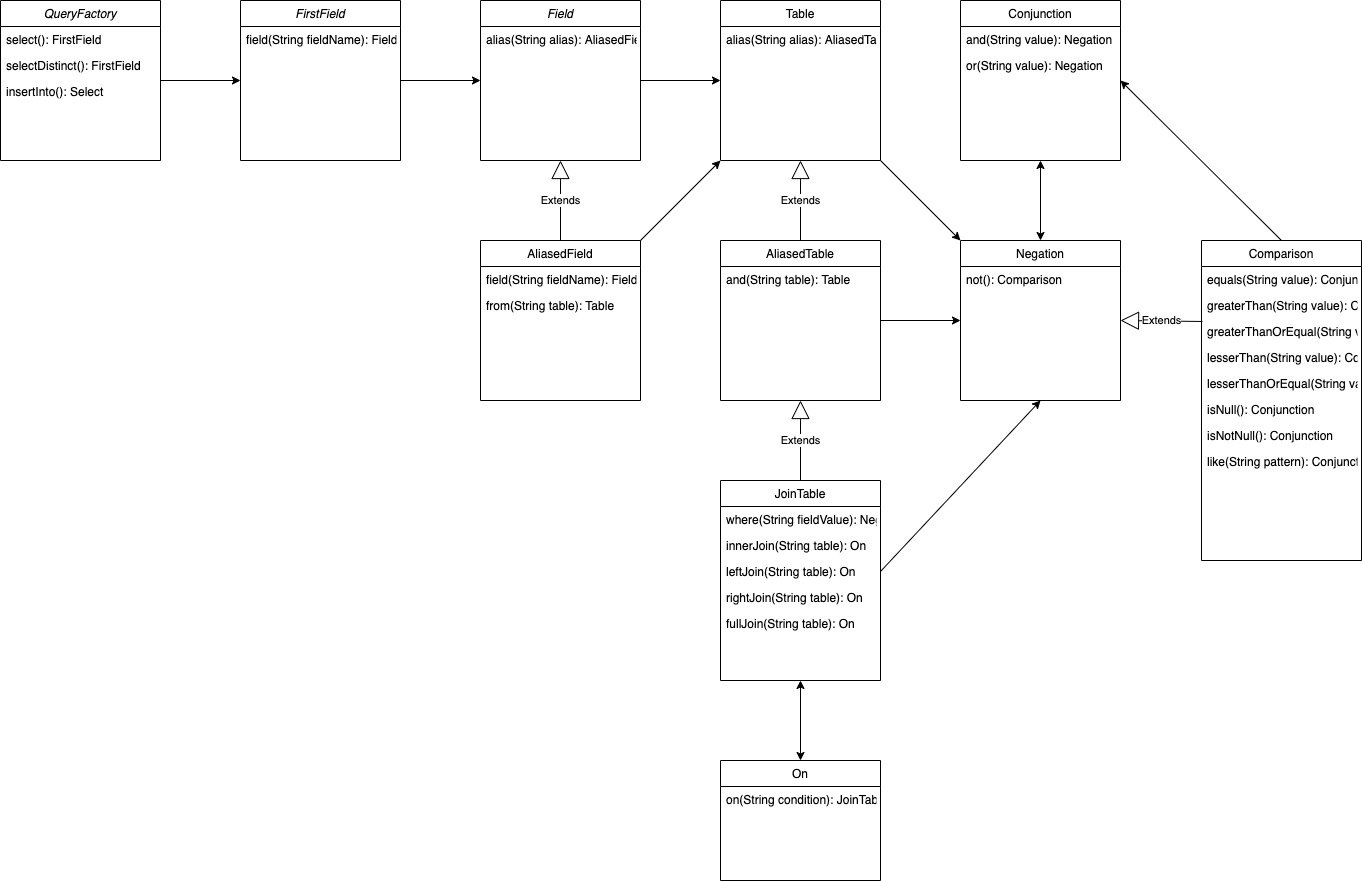 QueryFactory
select(): FirstField
selectDistinct(): FirstField
insertInto(): Select
FirstField
field(String fieldName): Field
Field
alias(String alias): AliasedFie
Table
alias(String alias): AliasedTa
Conjunction
and(String value): Negation
or(String value): Negation
Extends
Extends
AliasedField
field(String fieldName): Field
from(String table): Table
AliasedTable
and(String table): Table
Negation
not(): Comparison
Extends
Comparison
equals(String value): Conjun
greaterThan(String value): C
greaterThanOrEqual(String
lesserThan(String value): Co
lesserThanOrEqual(String va
isNull(): Conjunction
isNotNull(): Conjunction
like(String pattern): Conjunct
Extends
JoinTable
where(String fieldValue): Ne
innerJoin(String table): On
leftJoin(String table): On
rightJoin(String table): On
fullJoin(String table): On
On
on(String condition): JoinTab